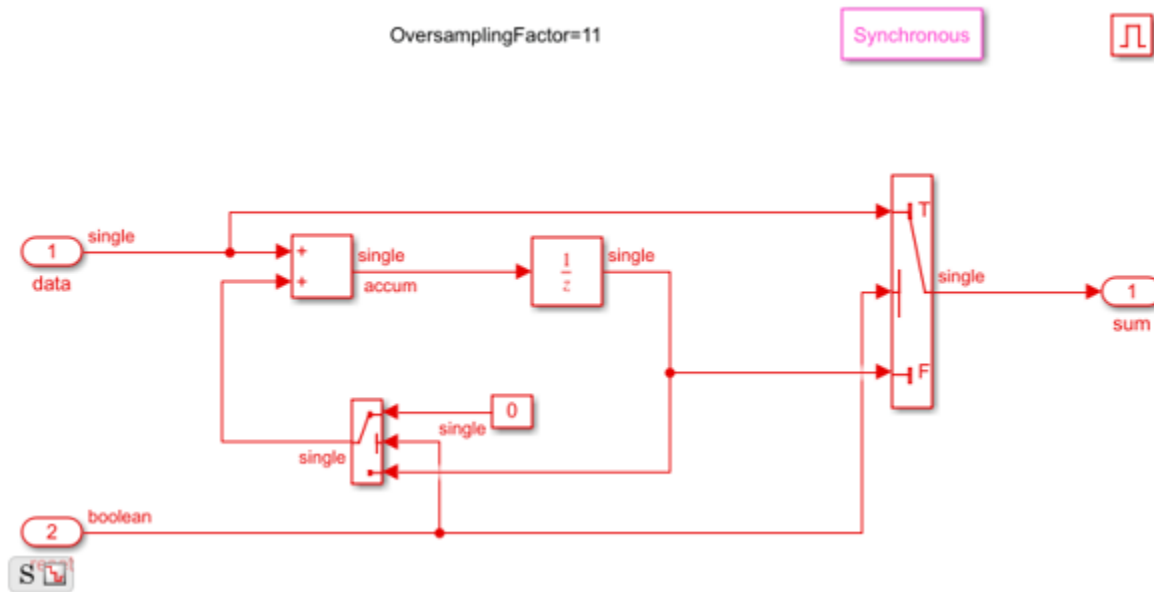 OversamplingFactor=11
Synchronous
single
1
data
+
+
single
accum
1
z
single
T
F
single
1
sum
0
single
single
boolean
2
S